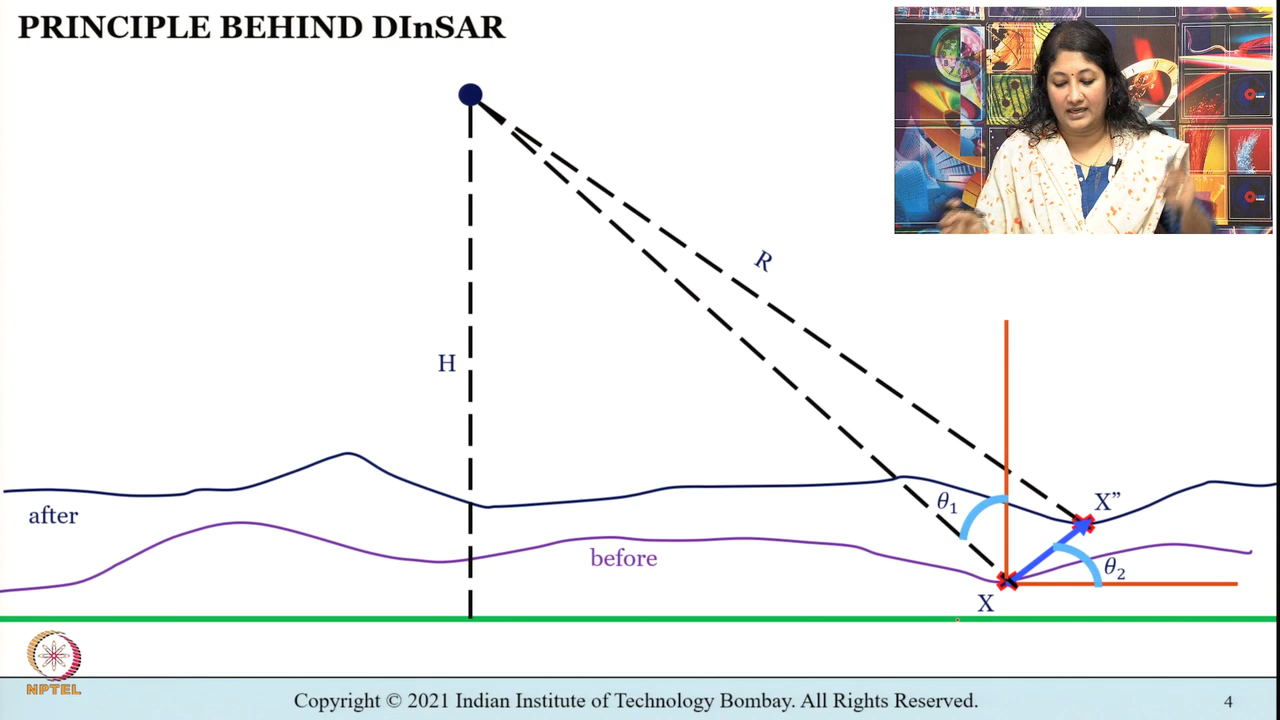 PRINCIPLE BEHIND DInSAR
R
H
θ₁
X”
after
before
θ₂
X
NPTEL
Copyright © 2021 Indian Institute of Technology Bombay. All Rights Reserved.
4